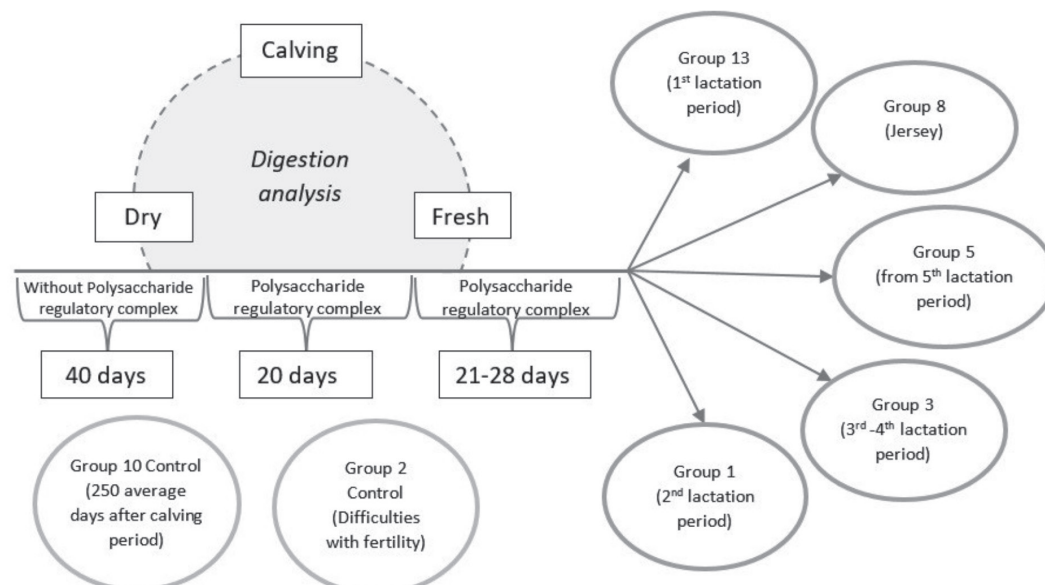 Calving
Digestion
analysis
Dry
Fresh
Without Polysaccharide
regulatory complex
Polysaccharide
regulatory complex
Polysaccharide
regulatory complex
40 days
20 days
21-28 days
Group 10 Control
(250 average
days after calving
period)
Group 2
Control
(Difficulties
with fertility)
Group 13
(1st lactation
period)
Group 8
(Jersey)
Group 5
(from 5th lactation
period)
Group 3
(3rd -4th lactation
period)
Group 1
(2nd lactation
period)